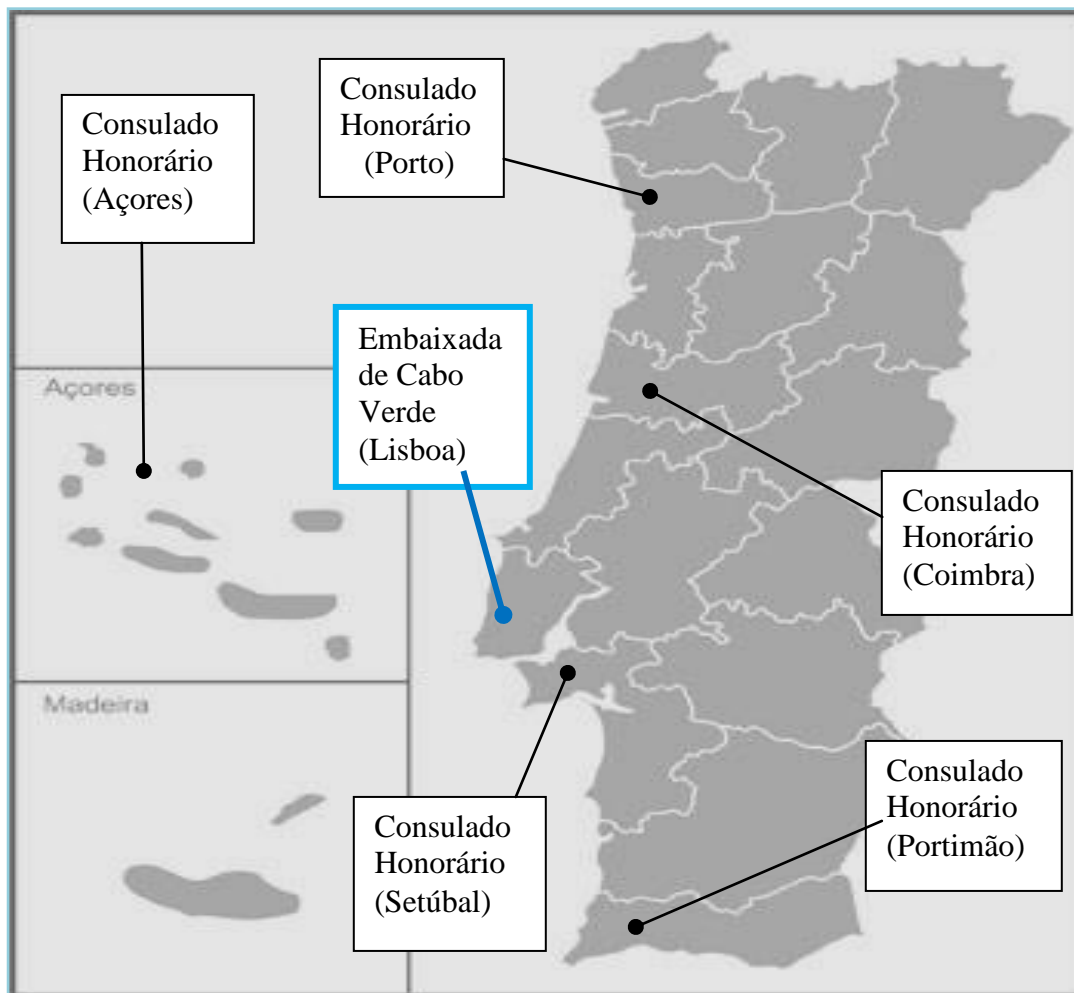 Consulado
Honorário
(Porto)
Consulado
Honorário
(Açores)
Embaixada
de Cabo
Verde
(Lisboa)
Açores
Consulado
Honorário
(Coimbra)
Madeira
Consulado
Honorário
(Setúbal)
Consulado
Honorário
(Portimão)